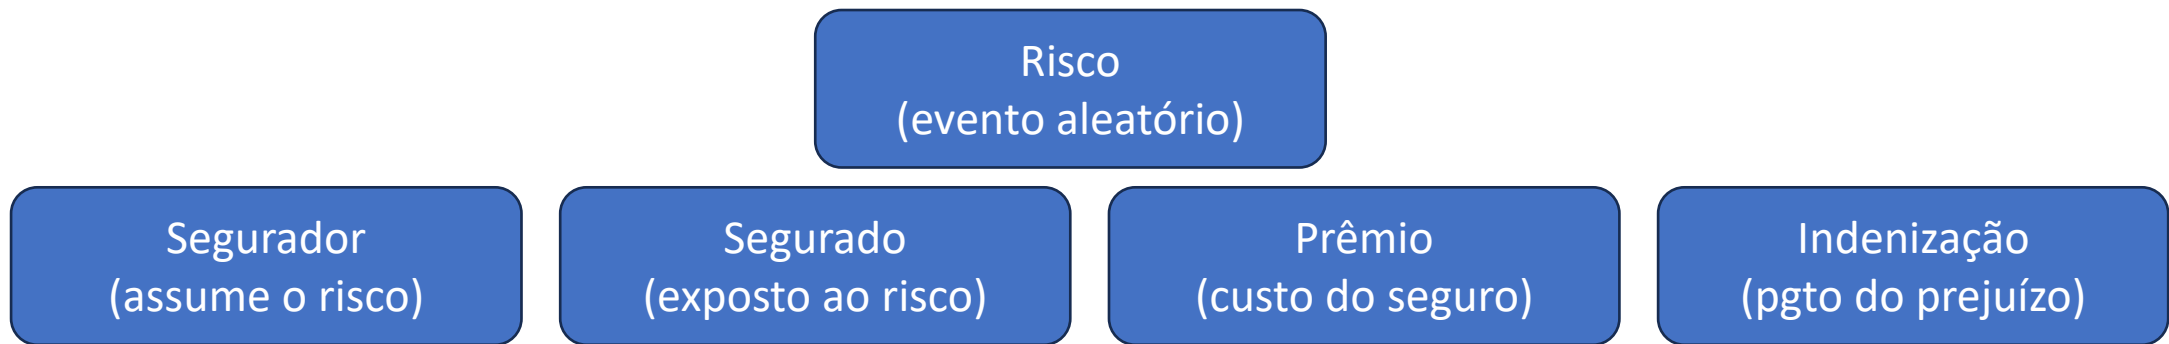 Risco
(evento aleatório)
Segurador
(assume o risco)
Segurado
(exposto ao risco)
Prêmio
(custo do seguro)
Indenização
(pgto do prejuízo)